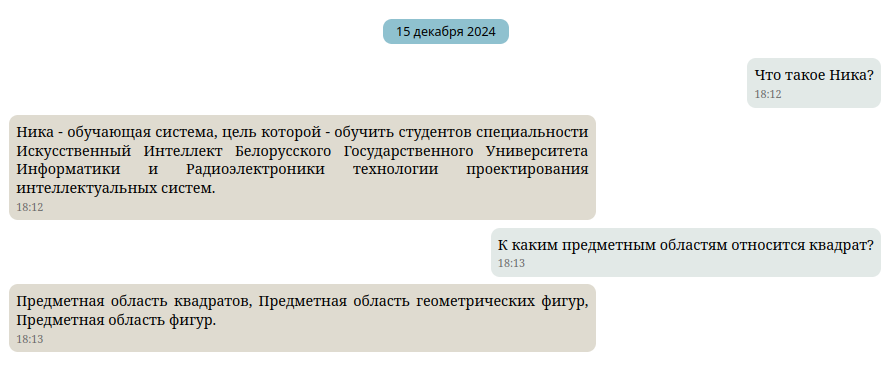 15 декабря 2024
Что такое Ника?
18:12
Ника - обучающая система, цель которой - обучить студентов специальности
Искусственный Интеллект Белорусского Государственного Университета
Информатики и Радиоэлектроники технологии проектирования
интеллектуальных систем.
18:12
К каким предметным областям относится квадрат?
18:13
Предметная область квадратов, Предметная область геометрических фигур,
Предметная область фигур.
18:13